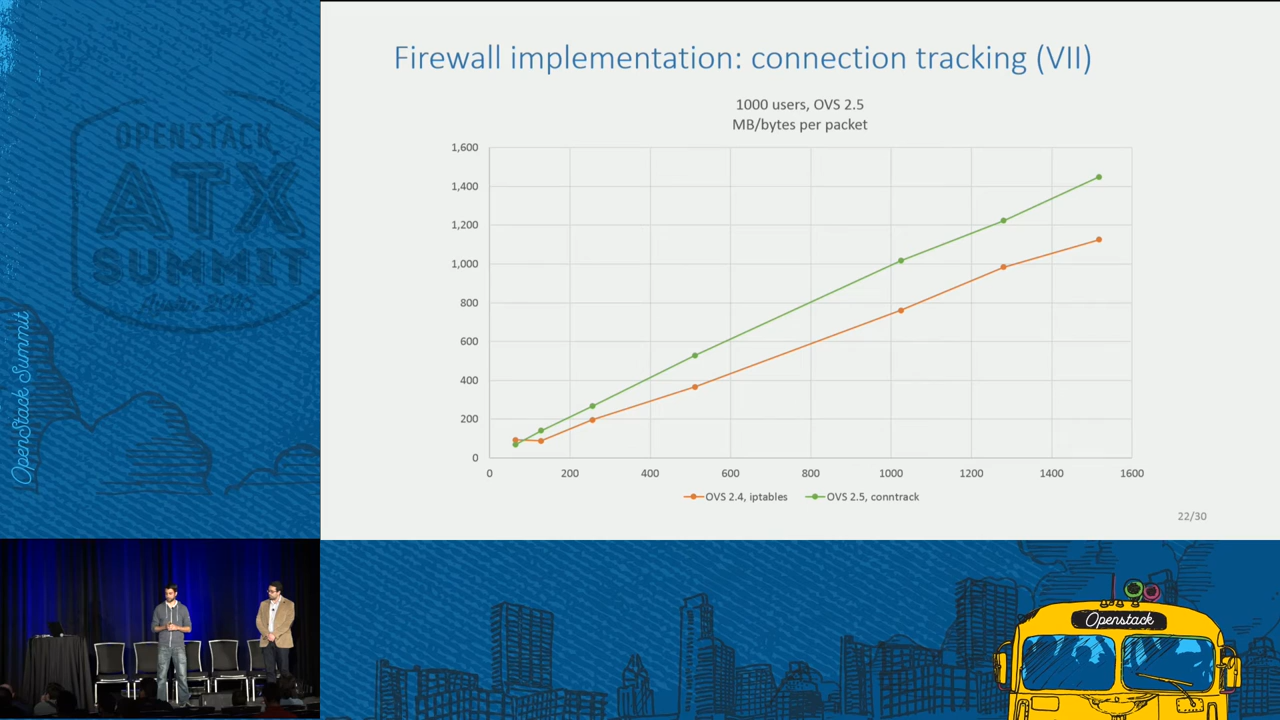 OPENSTACK
ATX
SUMMIT
OpenStack Summit
Firewall implementation: connection tracking (VII)
1000 users, OVS 2.5
MB/bytes per packet
1,600
1,400
1,200
1,000
800
600
400
200
0
0 200 400 600 800 1000 1200 1400 1600
OVS 2.4, iptables OVS 2.5, conntrack
22/30
Openstack